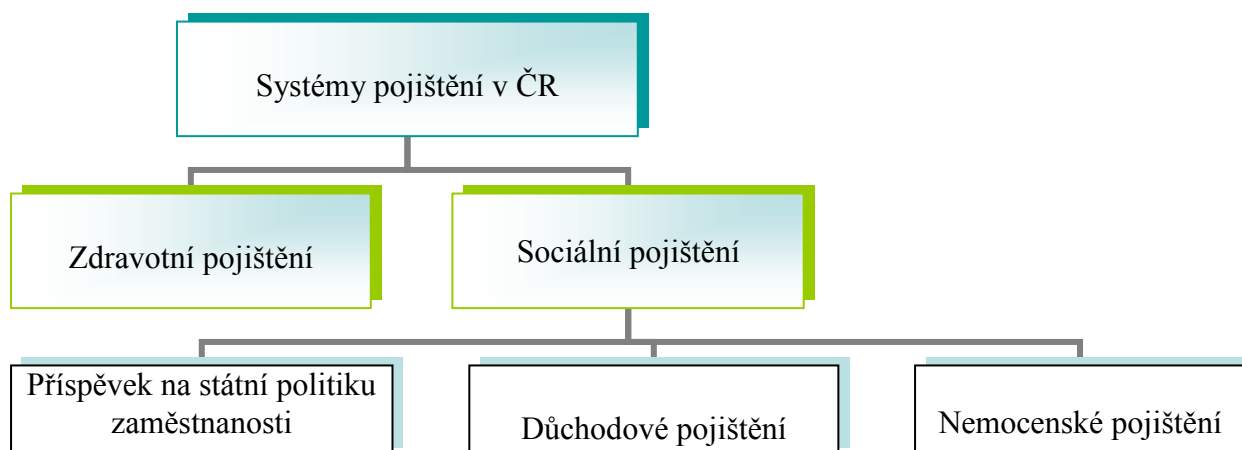 Systémy pojištění v ČR
Zdravotní pojištění
Sociální pojištění
Příspěvek na státní politiku
zaměstnanosti
Důchodové pojištění
Nemocenské pojištění